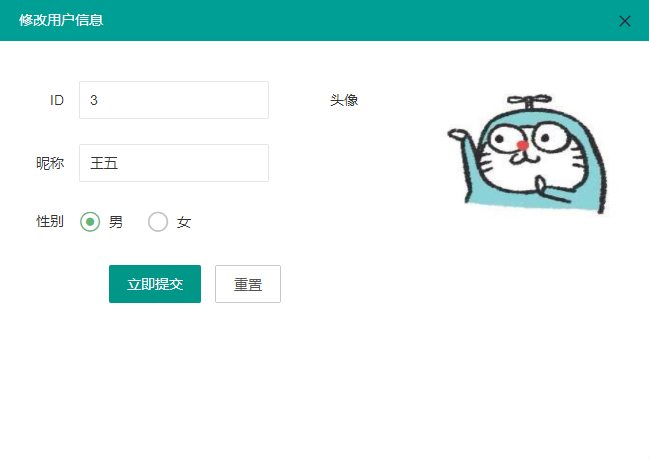 修改用户信息
ID 3 头像
昵称 王五
性别 男 女
立即提交 重置